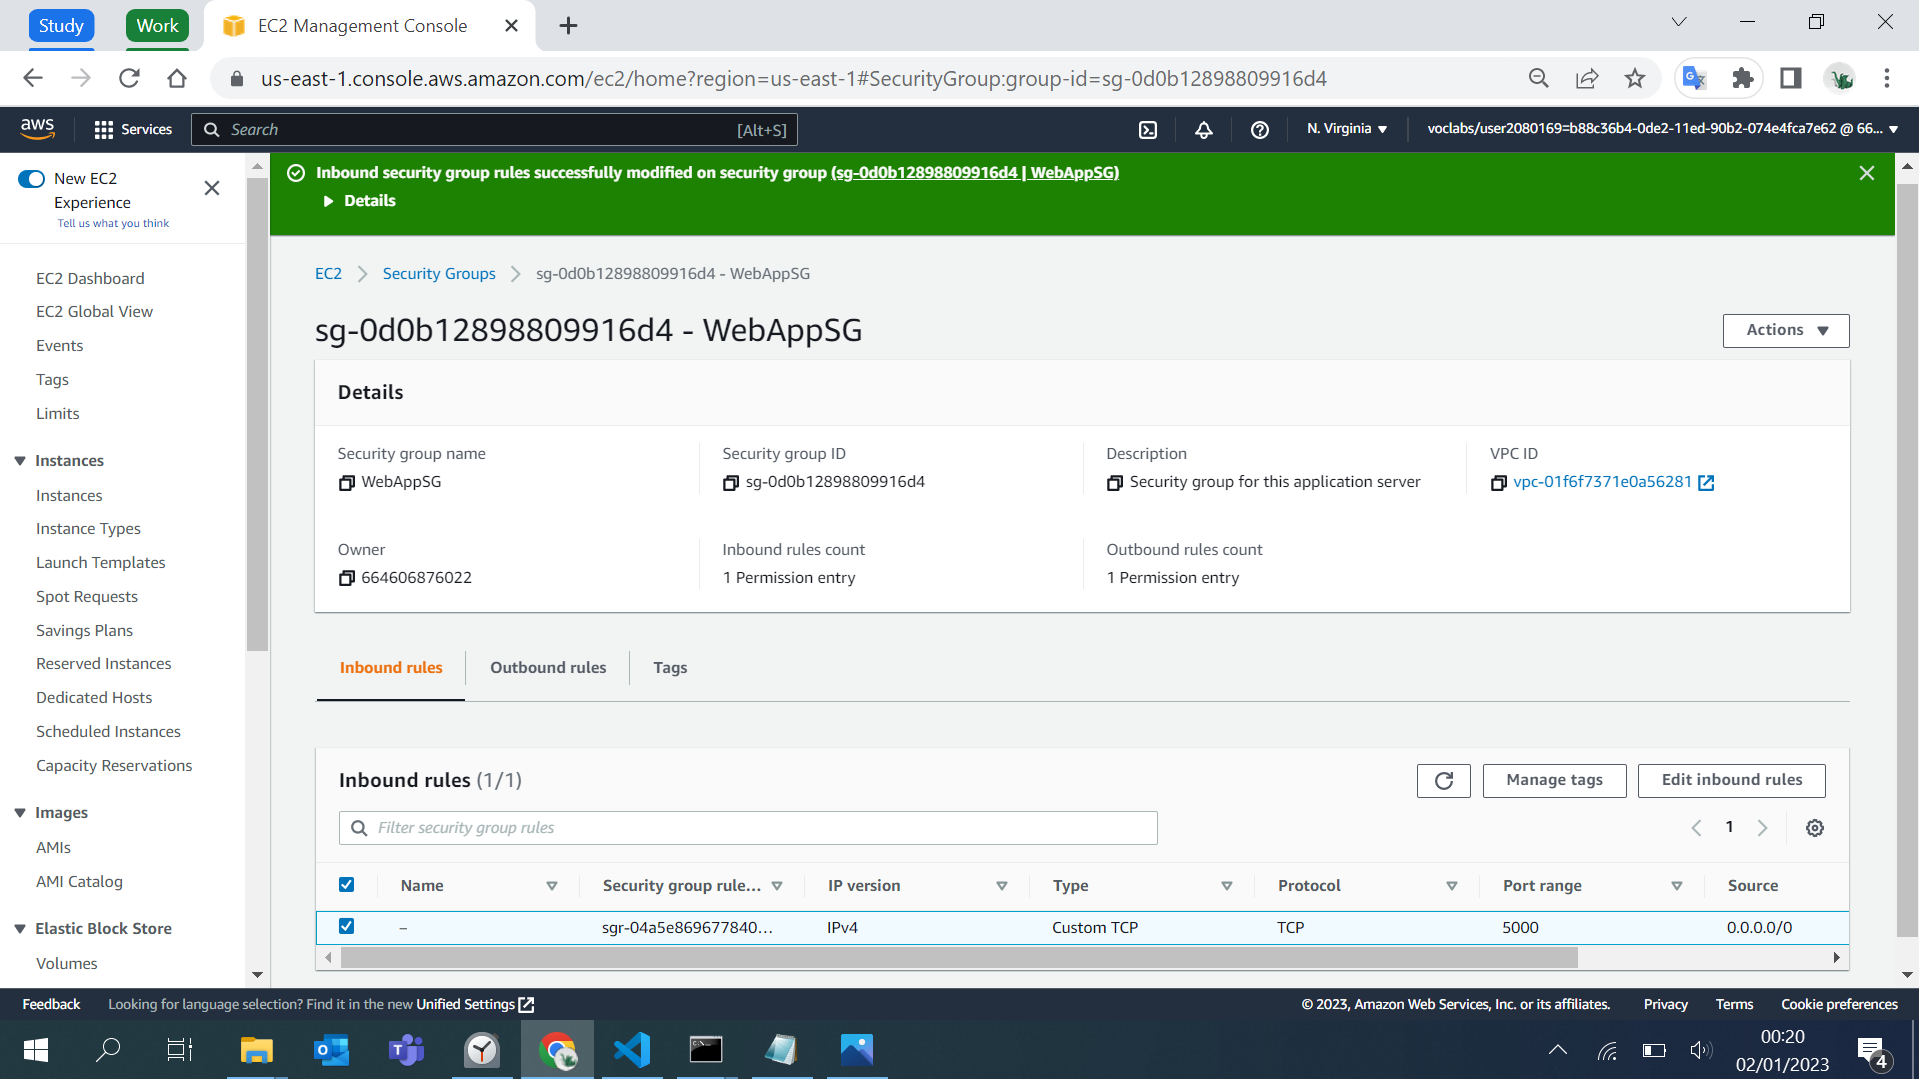 Study
Work
EC2 Management Console
us-east-1.console.aws.amazon.com/ec2/home?region=us-east-1#SecurityGroup:group-id=sg-0d0b12898809916d4
aws
Services
Search
[Alt+S]
N. Virginia
voclabs/user2080169=b88c36b4-0de2-11ed-90b2-074e4fca7e62 @ 66...
New EC2
Experience
Tell us what you think
EC2 Dashboard
EC2 Global View
Events
Tags
Limits
Instances
Instances
Instance Types
Launch Templates
Spot Requests
Savings Plans
Reserved Instances
Dedicated Hosts
Scheduled Instances
Capacity Reservations
Images
AMIs
AMI Catalog
Elastic Block Store
Volumes
Inbound security group rules successfully modified on security group (sg-0d0b12898809916d4 | WebAppSG)
Details
EC2 Security Groups sg-0d0b12898809916d4 - WebAppSG
sg-0d0b12898809916d4 - WebAppSG
Actions
Details
Security group name
WebAppSG
Security group ID
sg-0d0b12898809916d4
Description
Security group for this application server
VPC ID
vpc-01f6f7371e0a56281
Owner
664606876022
Inbound rules count
1 Permission entry
Outbound rules count
1 Permission entry
Inbound rules
Outbound rules
Tags
Inbound rules (1/1)
Manage tags
Edit inbound rules
Filter security group rules
1
Name Security group rule... IP version Type Protocol Port range Source
– sgr-04a5e869677840... IPv4 Custom TCP TCP 5000 0.0.0.0/0
Feedback
Looking for language selection? Find it in the new Unified Settings
© 2023, Amazon Web Services, Inc. or its affiliates.
Privacy
Terms
Cookie preferences
00:20
02/01/2023
4